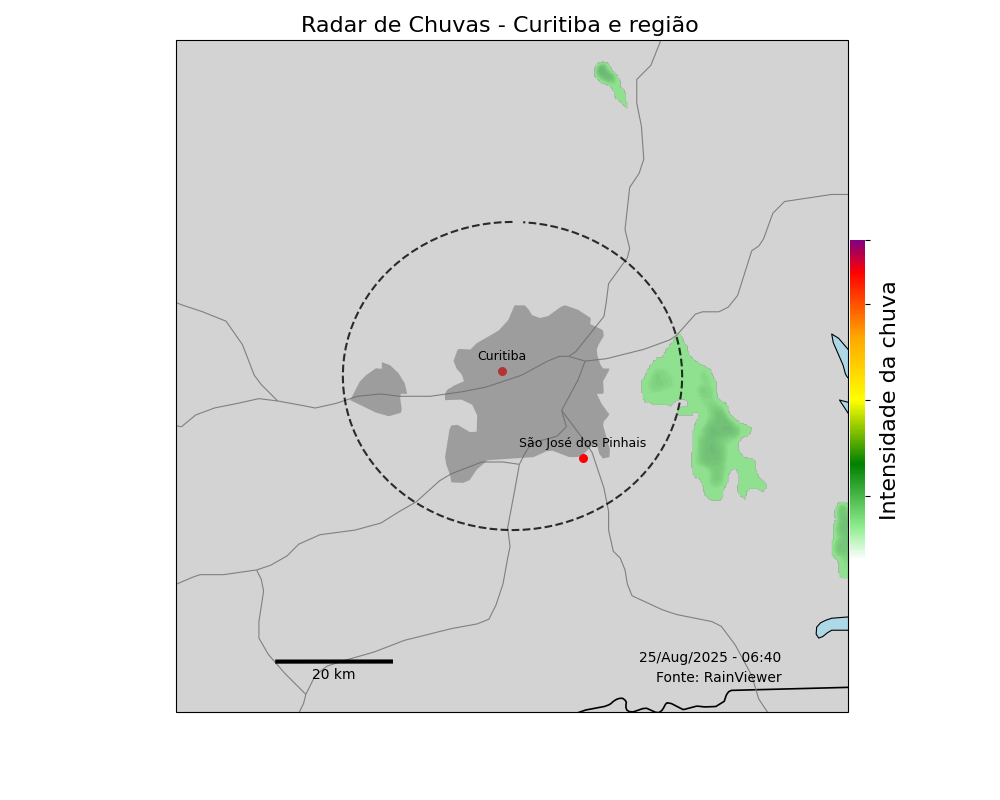 Radar de Chuvas - Curitiba e região
Curitiba
São José dos Pinhais
Intensidade da chuva
25/Aug/2025 - 06:40
Fonte: RainViewer
20 km